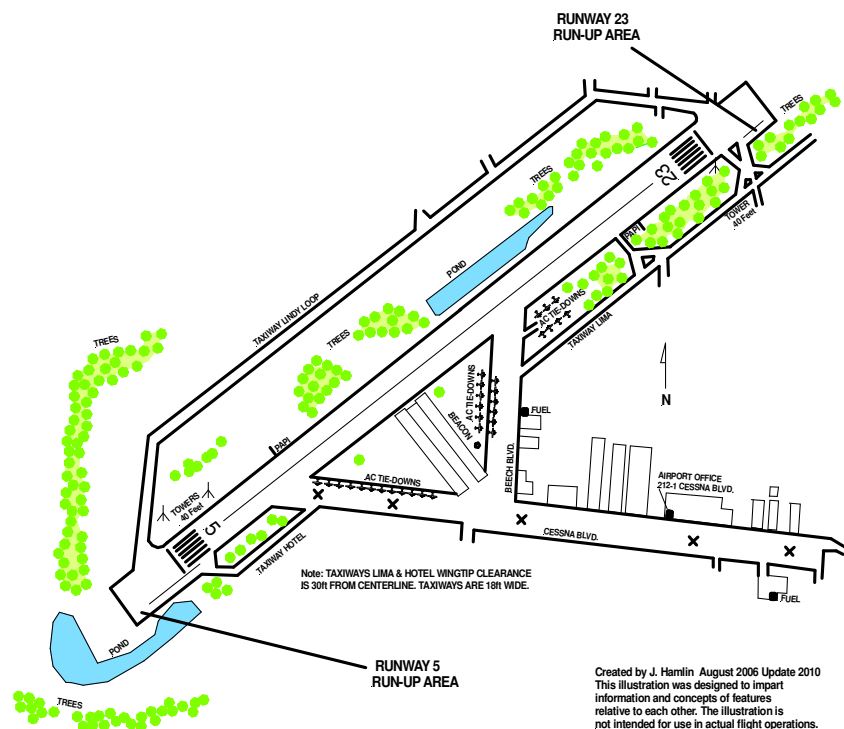 RUNWAY 23
RUN-UP AREA
TREES
TREES
23
TOWER
40 Feet
PAPI
POND
AC TIE-DOWNS
TAXIWAY LIMA
TAXIWAY LINDY LOOP
TREES
TREES
N
AC TIE-DOWNS
BEACON
FUEL
BEECH BLVD.
PAPI
AC TIE-DOWNS
AIRPORT OFFICE
212-1 CESSNA BLVD.
TOWERS
40 Feet
5
CESSNA BLVD.
TAXIWAY HOTEL
Note: TAXIWAYS LIMA & HOTEL WINGTIP CLEARANCE
IS 30ft FROM CENTERLINE. TAXIWAYS ARE 18ft WIDE.
FUEL
POND
RUNWAY 5
RUN-UP AREA
TREES
Created by J. Hamlin August 2006 Update 2010
This illustration was designed to impart
information and concepts of features
relative to each other. The illustration is
not intended for use in actual flight operations.